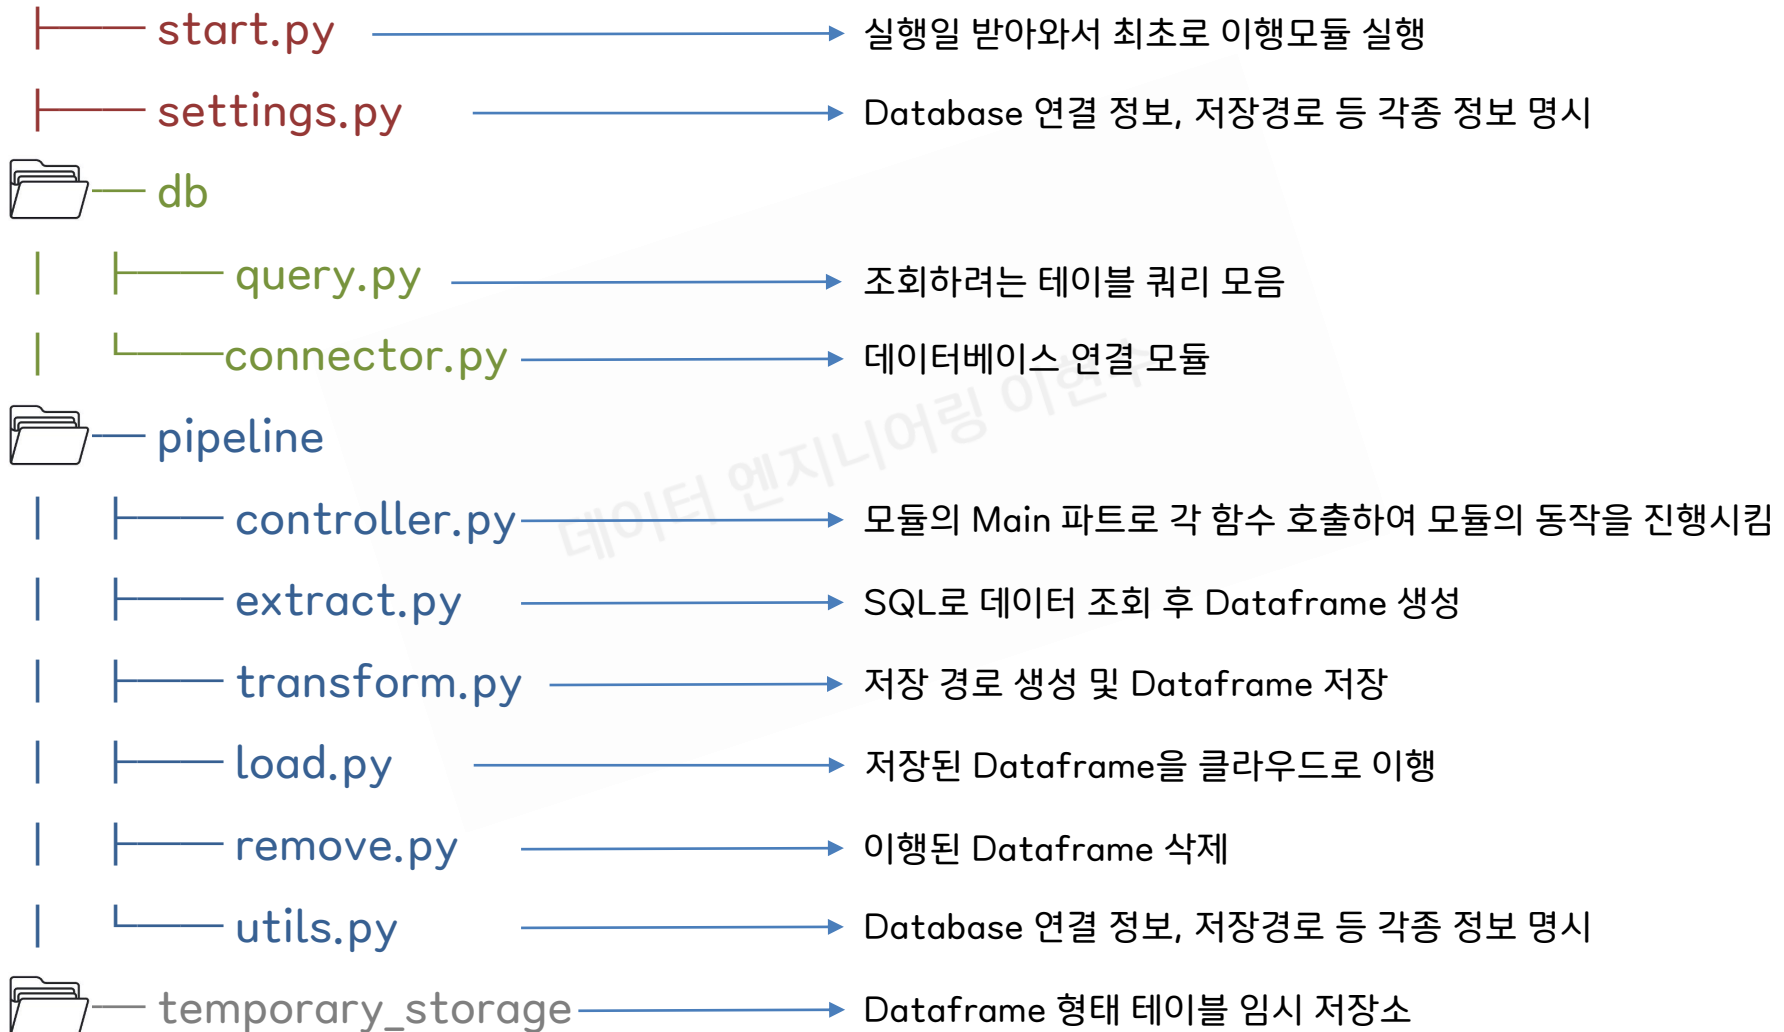 ├── start.py 실행일 받아와서 최초로 이행모듈 실행
├── settings.py Database 연결 정보, 저장경로 등 각종 정보 명시
── db
│ ├── query.py 조회하려는 테이블 쿼리 모음
│ └──connector.py 데이터베이스 연결 모듈
── pipeline
│ ├── controller.py 모듈의 Main 파트로 각 함수 호출하여 모듈의 동작을 진행시킴
│ ├── extract.py SQL로 데이터 조회 후 Dataframe 생성
│ ├── transform.py 저장 경로 생성 및 Dataframe 저장
│ ├── load.py 저장된 Dataframe을 클라우드로 이행
│ ├── remove.py 이행된 Dataframe 삭제
│ └── utils.py Database 연결 정보, 저장경로 등 각종 정보 명시
── temporary_storage Dataframe 형태 테이블 임시 저장소
데이터 엔지니어링 이현수